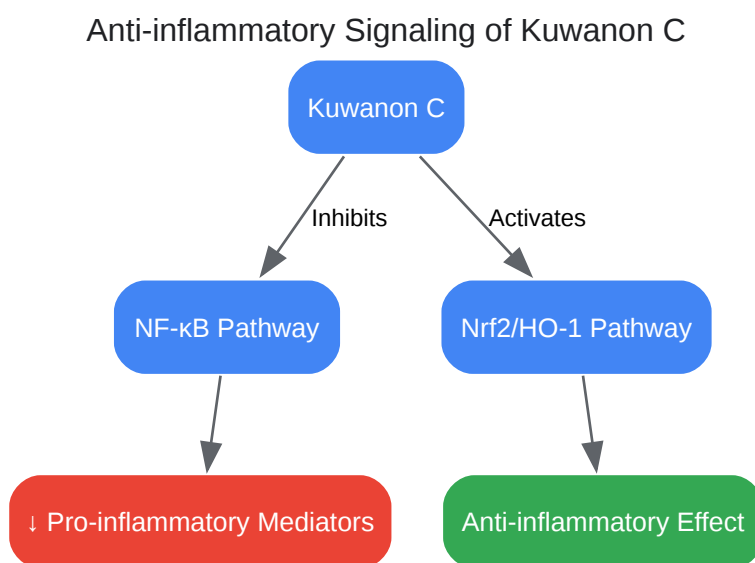 Anti-inflammatory Signaling of Kuwanon C
Kuwanon C
Inhibits
Activates
NF-κB Pathway
Nrf2/HO-1 Pathway
↓ Pro-inflammatory Mediators
Anti-inflammatory Effect